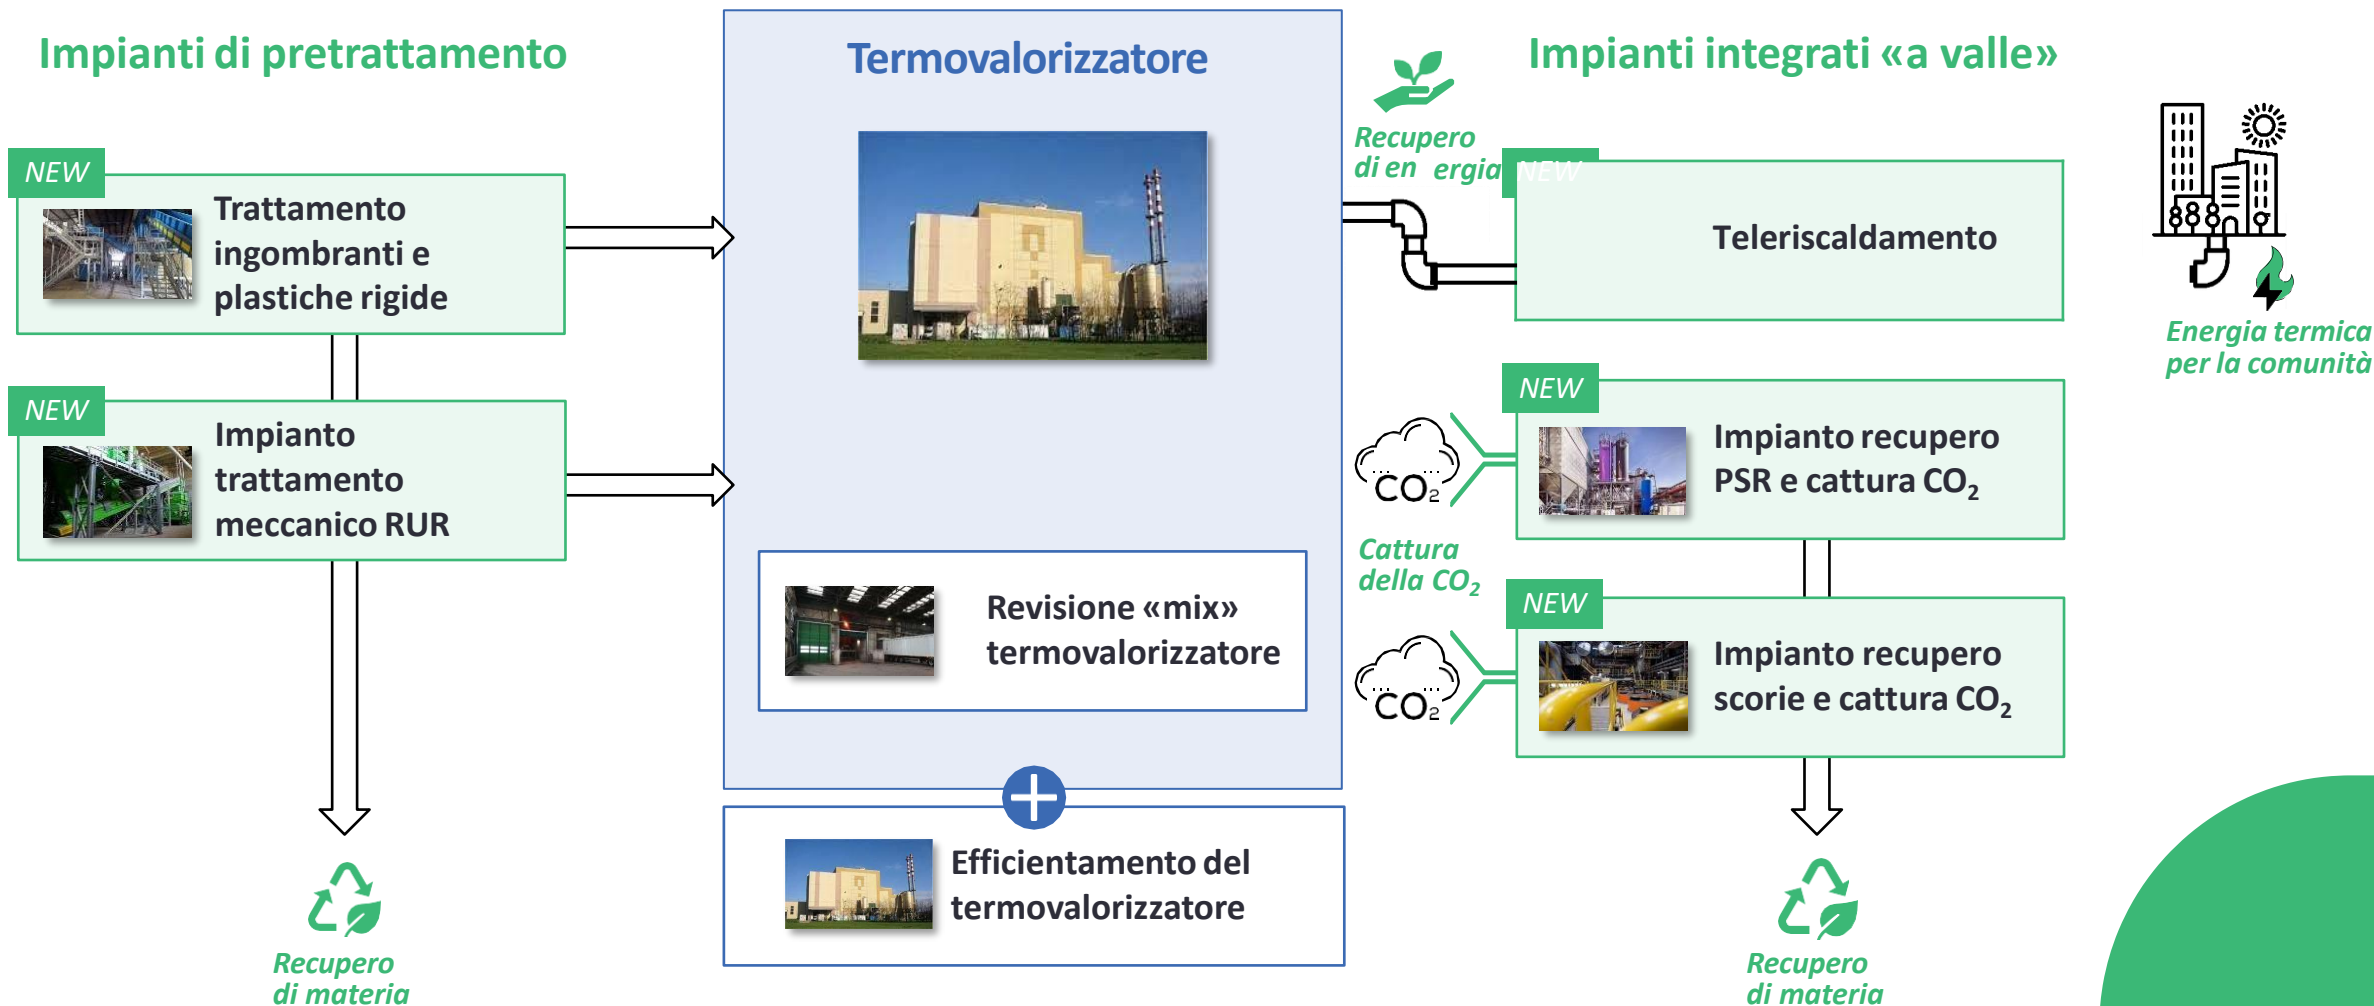 Impianti di pretrattamento
NEW
Trattamento
ingombranti e
plastiche rigide
NEW
Impianto
trattamento
meccanico RUR
Recupero
di materia
Termovalorizzatore
Revisione «mix»
termovalorizzatore
Efficientamento del
termovalorizzatore
Impianti integrati «a valle»
Recupero
di en ergia
NEW
Teleriscaldamento
Energia termica
per la comunità
CO₂
NEW
Impianto recupero
PSR e cattura CO₂
Cattura
della CO₂
CO₂
NEW
Impianto recupero
scorie e cattura CO₂
Recupero
di materia